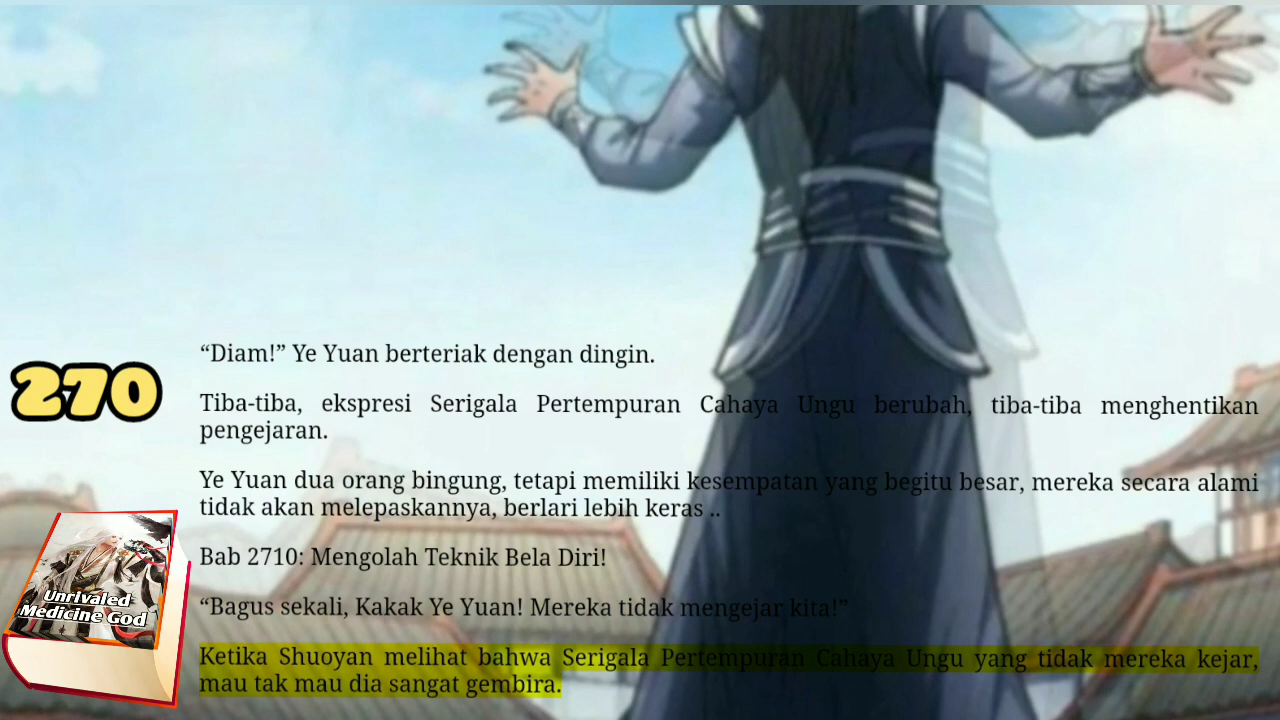 “Diam!” Ye Yuan berteriak dengan dingin.
270
Tiba-tiba, ekspresi Serigala Pertempuran Cahaya Ungu berubah, tiba-tiba menghentikan
pengejaran.
Ye Yuan dua orang bingung, tetapi memiliki kesempatan yang begitu besar, mereka secara alami
tidak akan melepaskannya, berlari lebih keras ..
Bab 2710: Mengolah Teknik Bela Diri!
“Bagus sekali, Kakak Ye Yuan! Mereka tidak mengejar kita!”
Unrivaled
Medicine God
Ketika Shuoyan melihat bahwa Serigala Pertempuran Cahaya Ungu yang tidak mereka kejar,
mau tak mau dia sangat gembira.